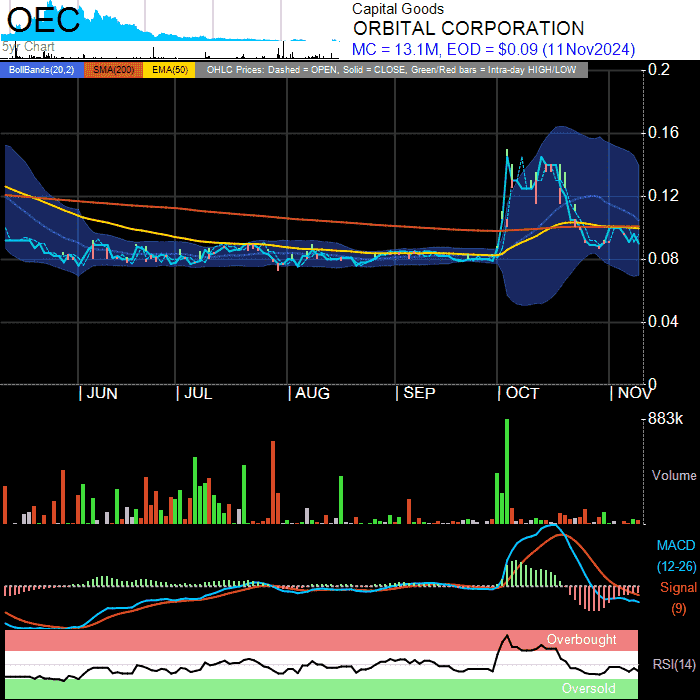 OEC
5yr Chart
Capital Goods
ORBITAL CORPORATION
MC = 13.1M, EOD = $0.09 (11Nov2024)
BollBands(20,2) SMA(200) EMA(50) OHLC Prices: Dashed = OPEN, Solid = CLOSE, Green/Red bars = Intra-day HIGH/LOW
0.2
0.16
0.12
0.08
0.04
0
| JUN | JUL | AUG | SEP | OCT | NOV
883k
Volume
MACD
(12-26)
Signal
(9)
Overbought
RSI(14)
Oversold